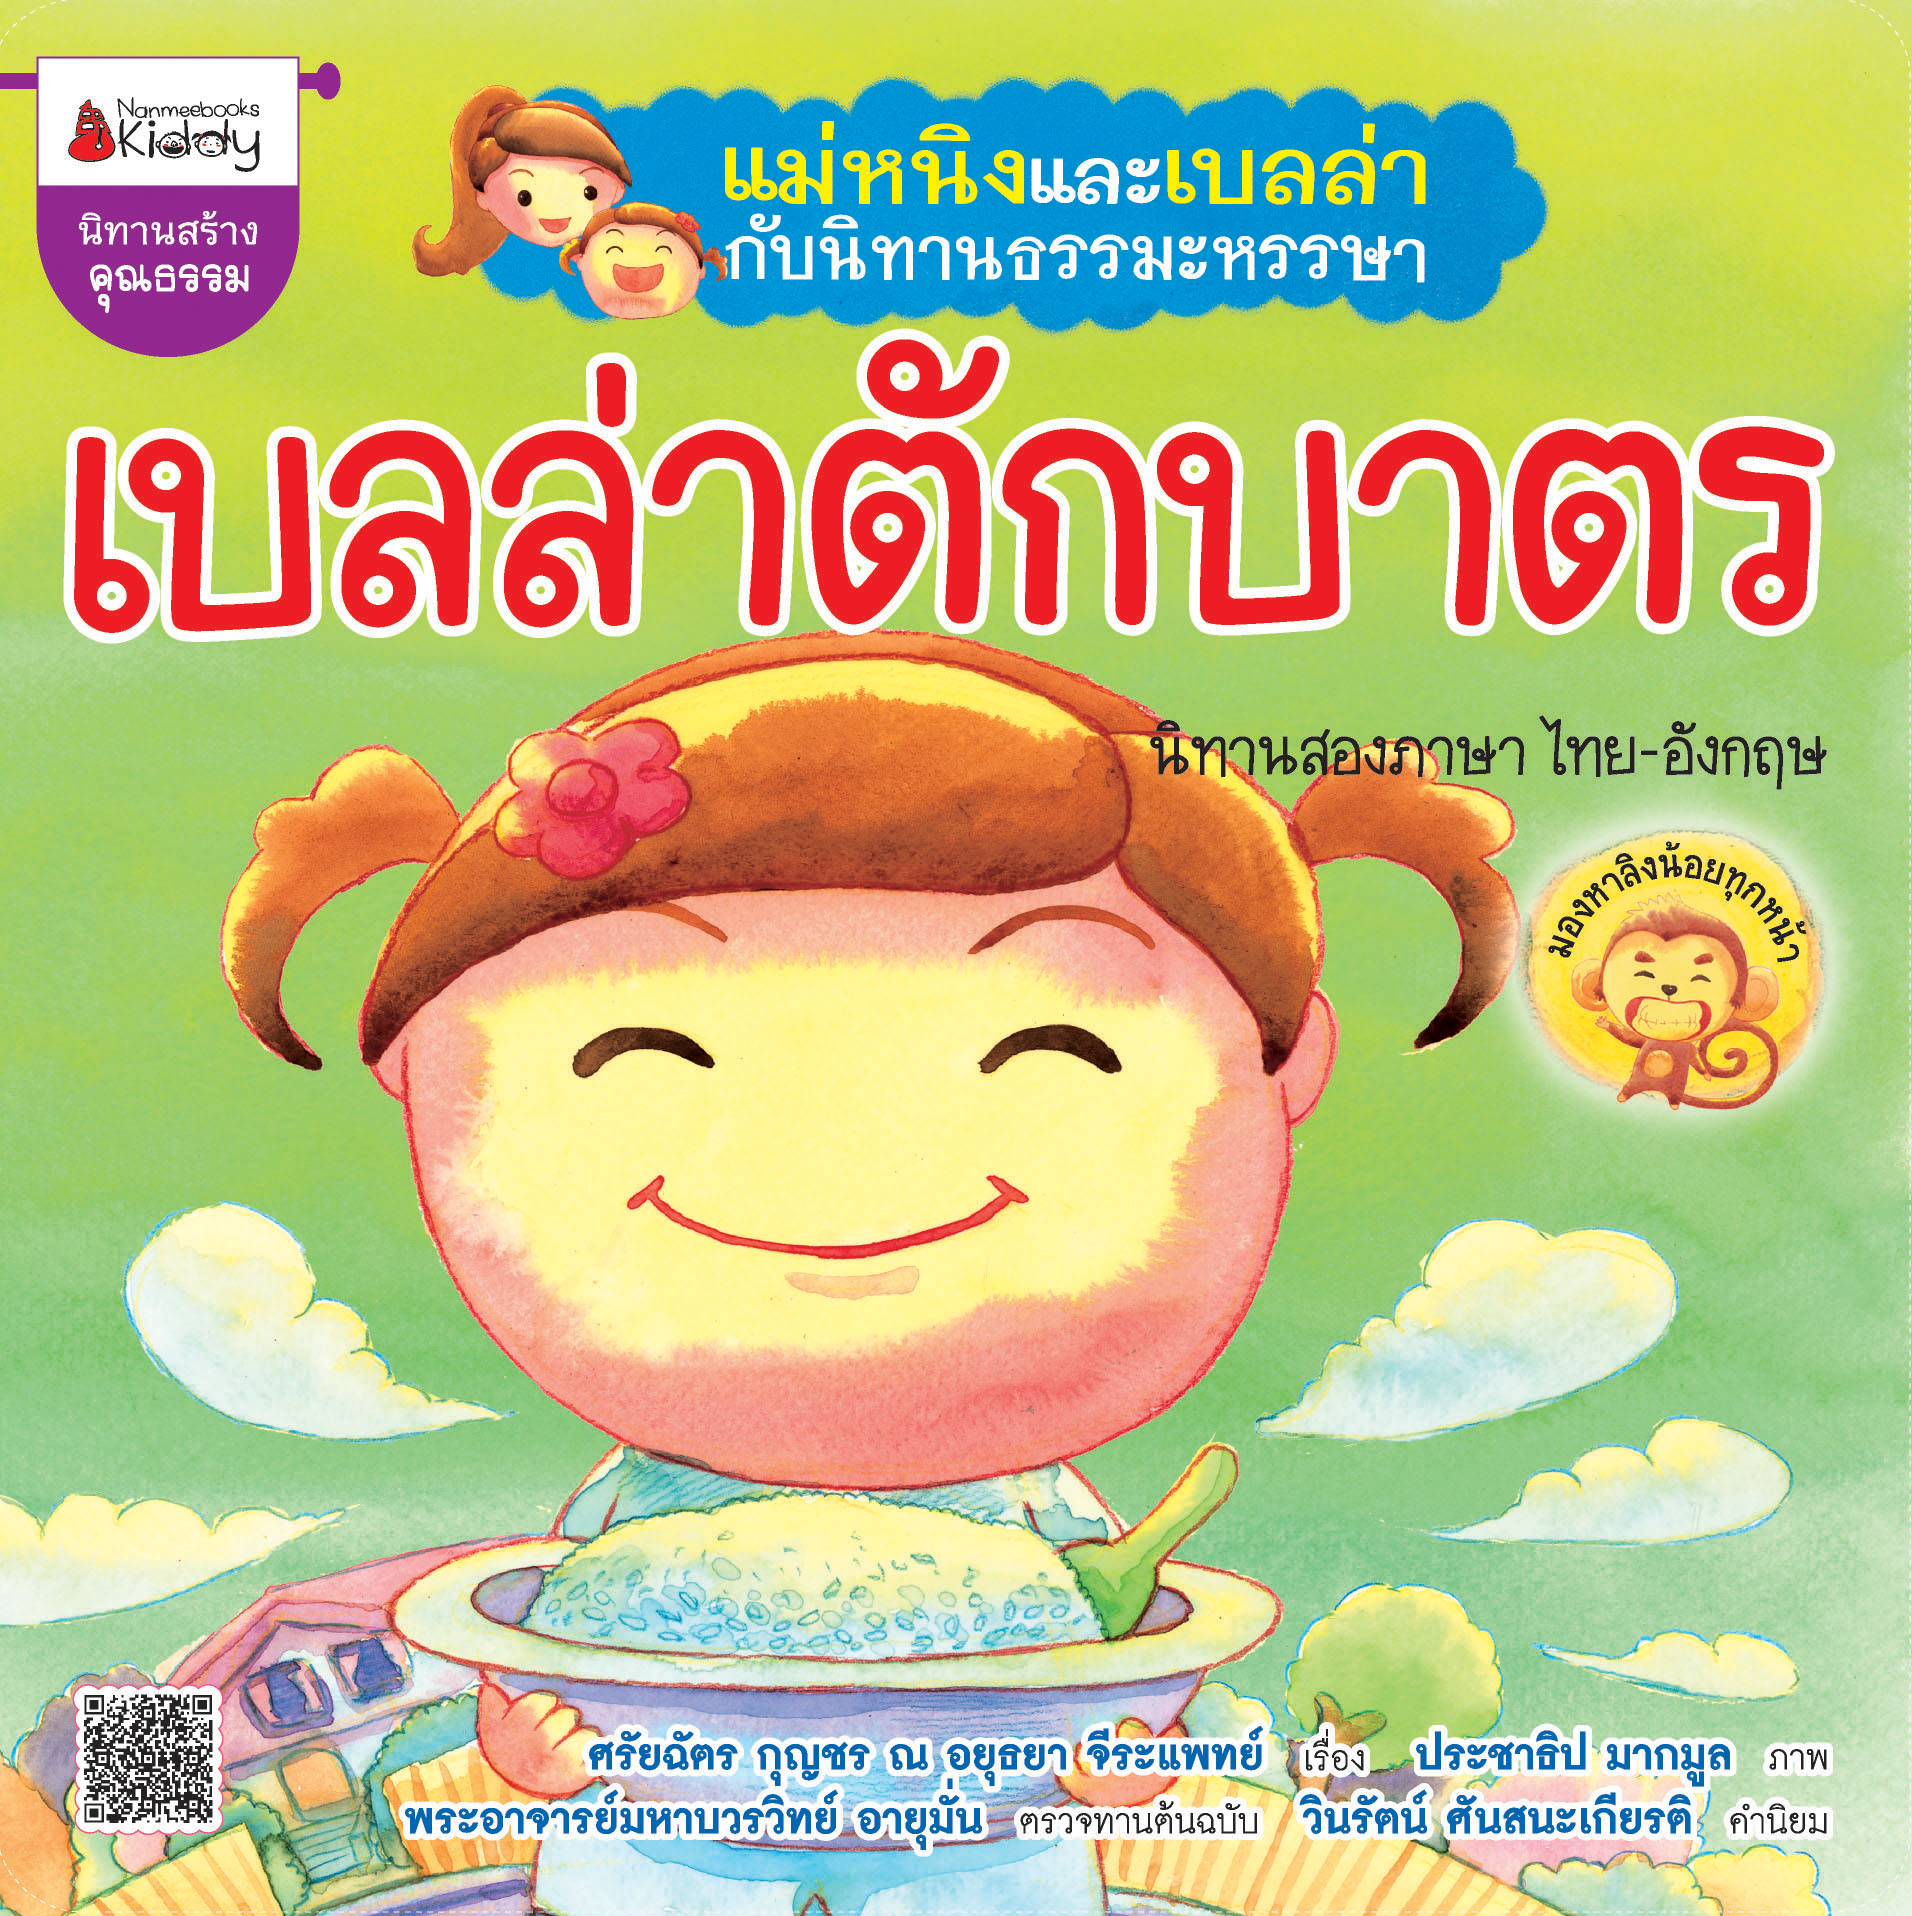 Nanmeebooks
Kiddy
นิทานสร้าง
คุณธรรม
แม่หนิงและเบลล่า
กับนิทานธรรมะหรรษา
เบลล่าตักบาตร
นิทานสองภาษา ไทย-อังกฤษ
มองหาลิงน้อยทุกหน้า
ศรัยฉัตร กุญชร ณ อยุธยา จีระแพทย์ เรื่อง ประชาธิป มากมูล ภาพ
พระอาจารย์มหาบวรวิทย์ อายุมั่น ตรวจทานต้นฉบับ วินรัตน์ ศันสนะเกียรติ คำนิยม